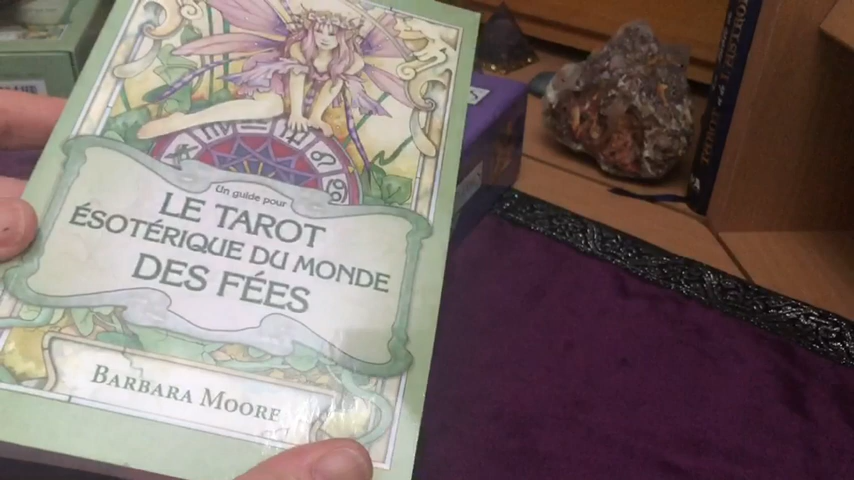 Un guide pour
LE TAROT
ÉSOTÉRIQUE DU MONDE
DES FÉES
BARBARA MOORE